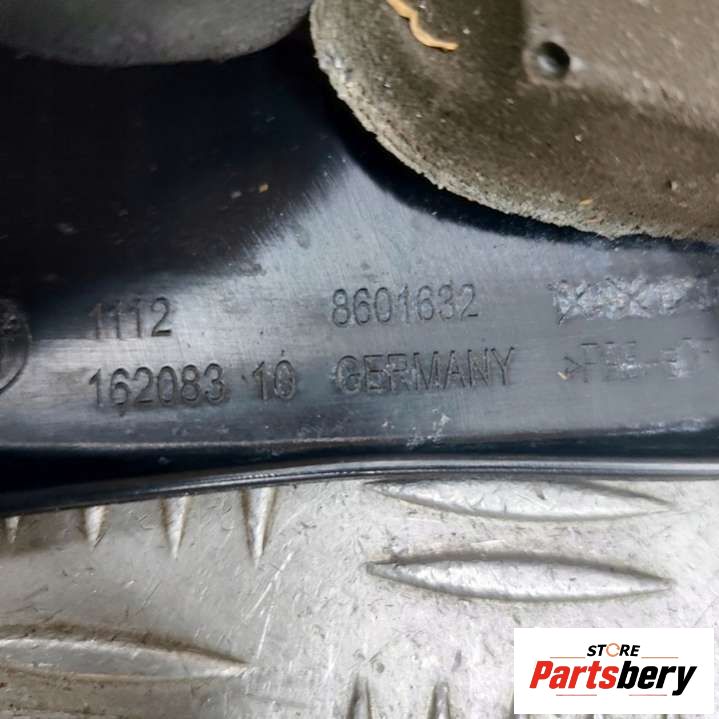 1112 8601632
162083 10 GERMANY
STORE
Partsbery